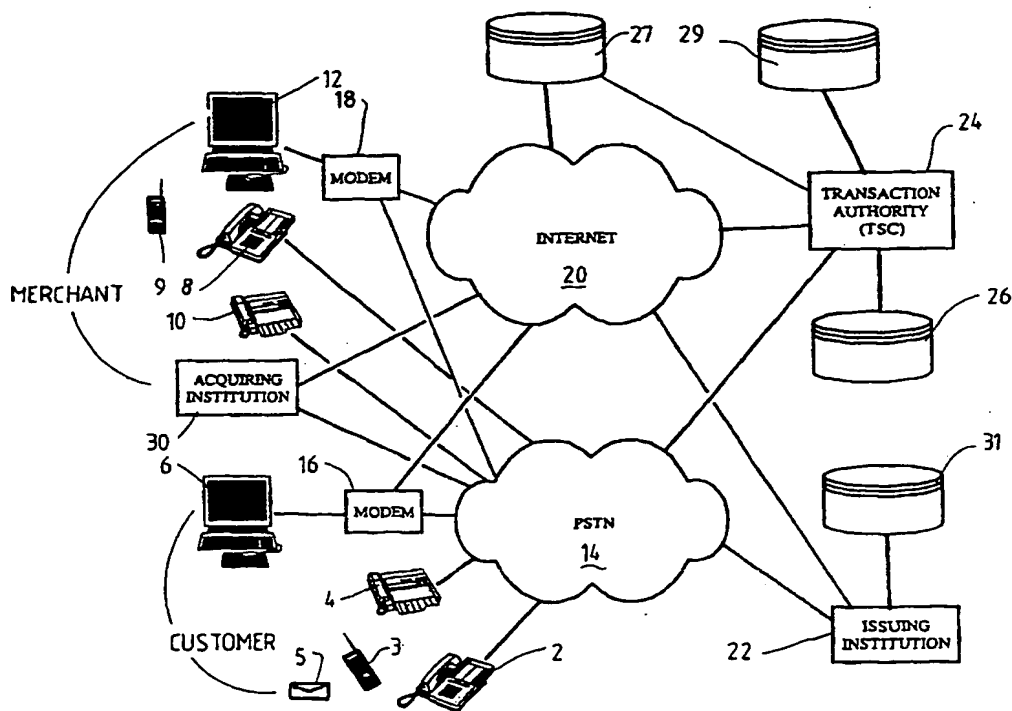 27
29
12
18
24
MODEM
TRANSACTION
AUTHORITY
(TSC)
INTERNET
20
9
8
MERCHANT
10
26
ACQUIRING
INSTITUTION
30
6
16
31
MODEM
PSTN
14
4
ISSUING
INSTITUTION
22
CUSTOMER
5
3
2